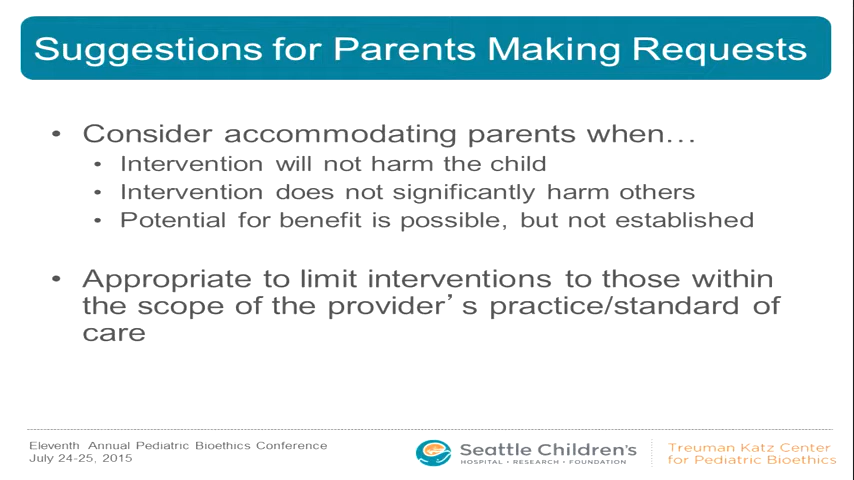 Suggestions for Parents Making Requests
• Consider accommodating parents when…
• Intervention will not harm the child
• Intervention does not significantly harm others
• Potential for benefit is possible, but not established
• Appropriate to limit interventions to those within
the scope of the provider’s practice/standard of
care
Eleventh Annual Pediatric Bioethics Conference
July 24-25, 2015
Seattle Children's
HOSPITAL • RESEARCH • FOUNDATION
Treuman Katz Center
for Pediatric Bioethics